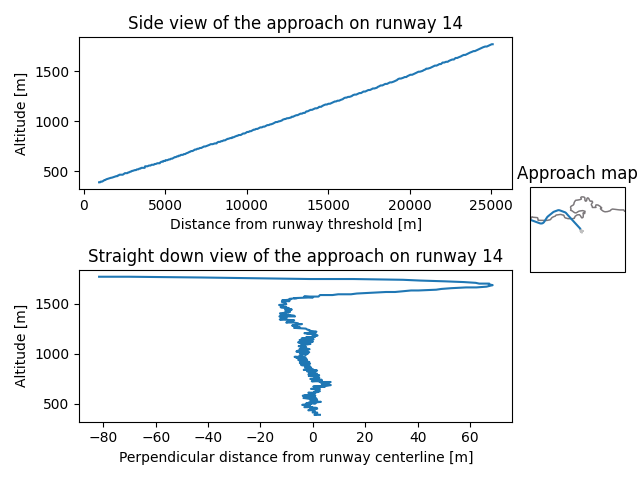 Side view of the approach on runway 14
Altitude [m]
1500
1000
500
0
5000
10000
15000
20000
25000
Distance from runway threshold [m]
Approach map
Straight down view of the approach on runway 14
Altitude [m]
1500
1000
500
−80
−60
−40
−20
0
20
40
60
Perpendicular distance from runway centerline [m]